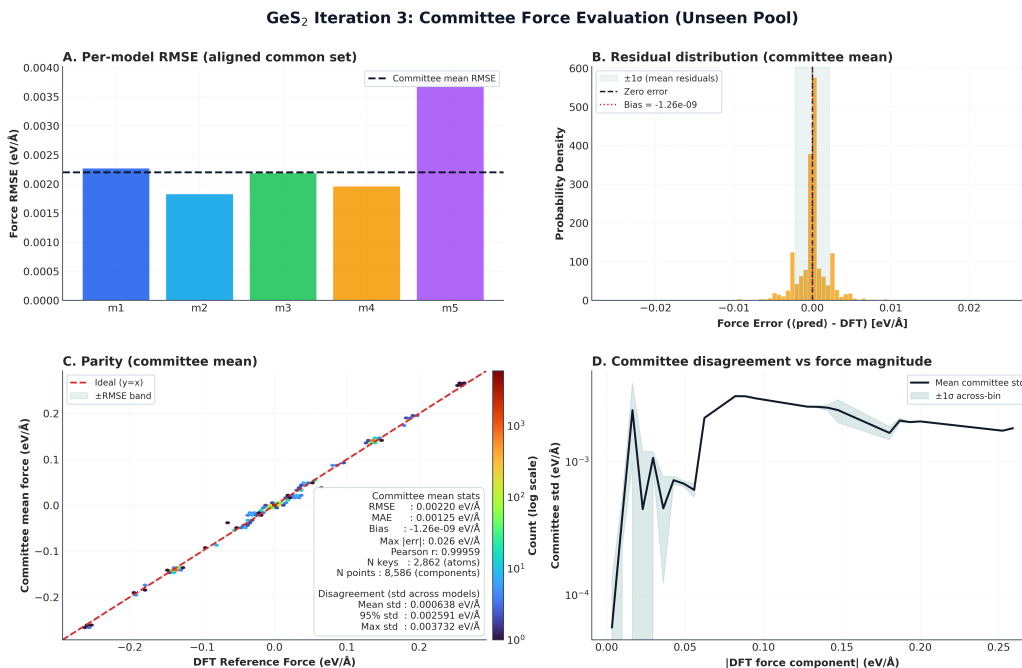 GeS₂ Iteration 3: Committee Force Evaluation (Unseen Pool)
A. Per-model RMSE (aligned common set)
Force RMSE (eV/Å)
0.0040
0.0035
0.0030
0.0025
0.0020
0.0015
0.0010
0.0005
0.0000
Committee mean RMSE
m1 m2 m3 m4 m5
B. Residual distribution (committee mean)
Probability Density
600
500
400
300
200
100
0
±1σ (mean residuals)
Zero error
Bias = -1.26e-09
−0.02 −0.01 0.00 0.01 0.02
Force Error (⟨pred⟩ - DFT) [eV/Å]
C. Parity (committee mean)
Committee mean force (eV/Å)
0.2
0.1
0.0
−0.1
−0.2
Ideal (y=x)
±RMSE band
Committee mean stats
RMSE : 0.00220 eV/Å
MAE : 0.00125 eV/Å
Bias : -1.26e-09 eV/Å
Max |err|: 0.026 eV/Å
Pearson r: 0.99959
N keys : 2,862 (atoms)
N points : 8,586 (components)
Disagreement (std across models)
Mean std : 0.000638 eV/Å
95% std : 0.002591 eV/Å
Max std : 0.003732 eV/Å
−0.2 −0.1 0.0 0.1 0.2
DFT Reference Force (eV/Å)
10³
10²
10¹
10⁰
Count (log scale)
D. Committee disagreement vs force magnitude
Committee std (eV/Å)
10⁻³
10⁻⁴
Mean committee std
±1σ across-bin
0.00 0.05 0.10 0.15 0.20 0.25
|DFT force component| (eV/Å)